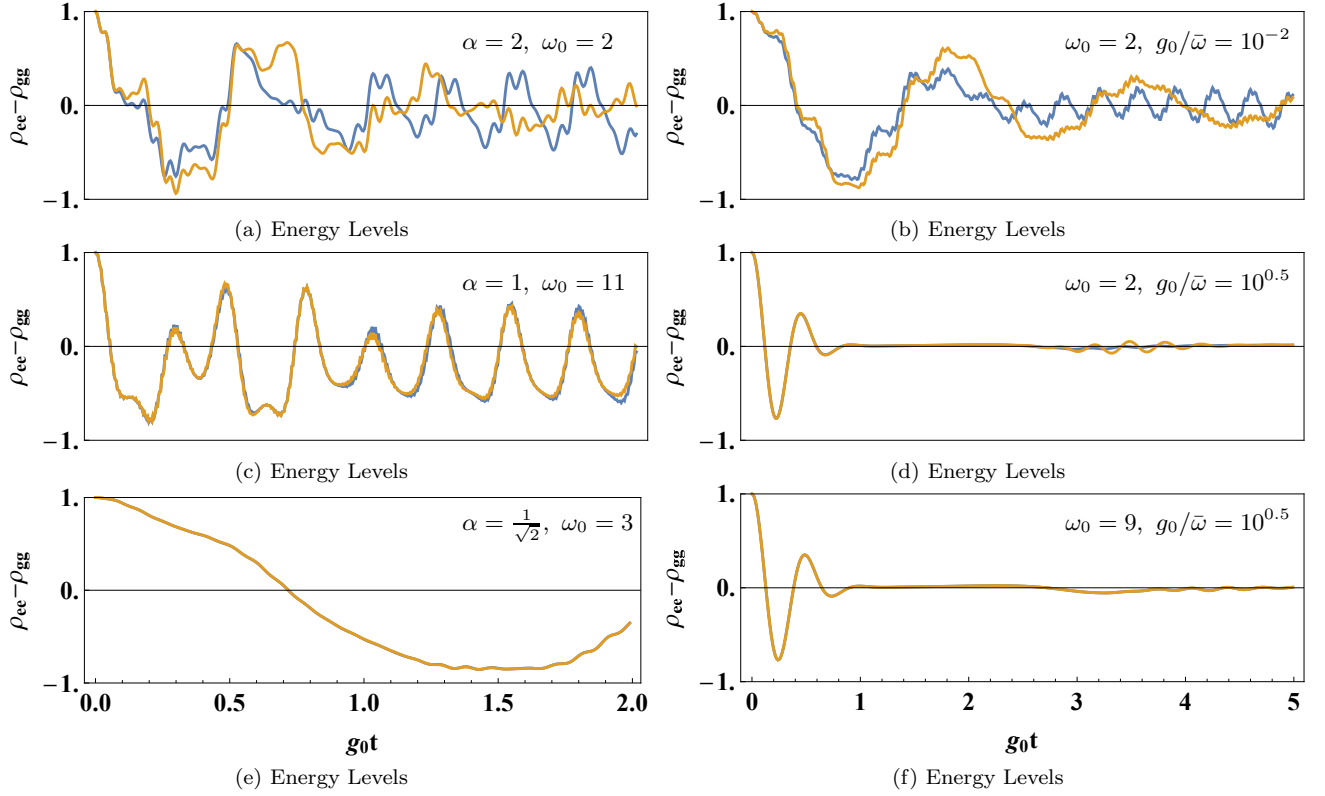 1.
0.
−1.
ρee−ρgg
α = 2, ω0 = 2
(a) Energy Levels
1.
0.
−1.
ρee−ρgg
ω0 = 2, g0/ω̄ = 10^−2
(b) Energy Levels
1.
0.
−1.
ρee−ρgg
α = 1, ω0 = 11
(c) Energy Levels
1.
0.
−1.
ρee−ρgg
ω0 = 2, g0/ω̄ = 10^0.5
(d) Energy Levels
1.
0.
−1.
ρee−ρgg
α = 1/√2, ω0 = 3
0.0 0.5 1.0 1.5 2.0
g0t
(e) Energy Levels
1.
0.
−1.
ρee−ρgg
ω0 = 9, g0/ω̄ = 10^0.5
0 1 2 3 4 5
g0t
(f) Energy Levels